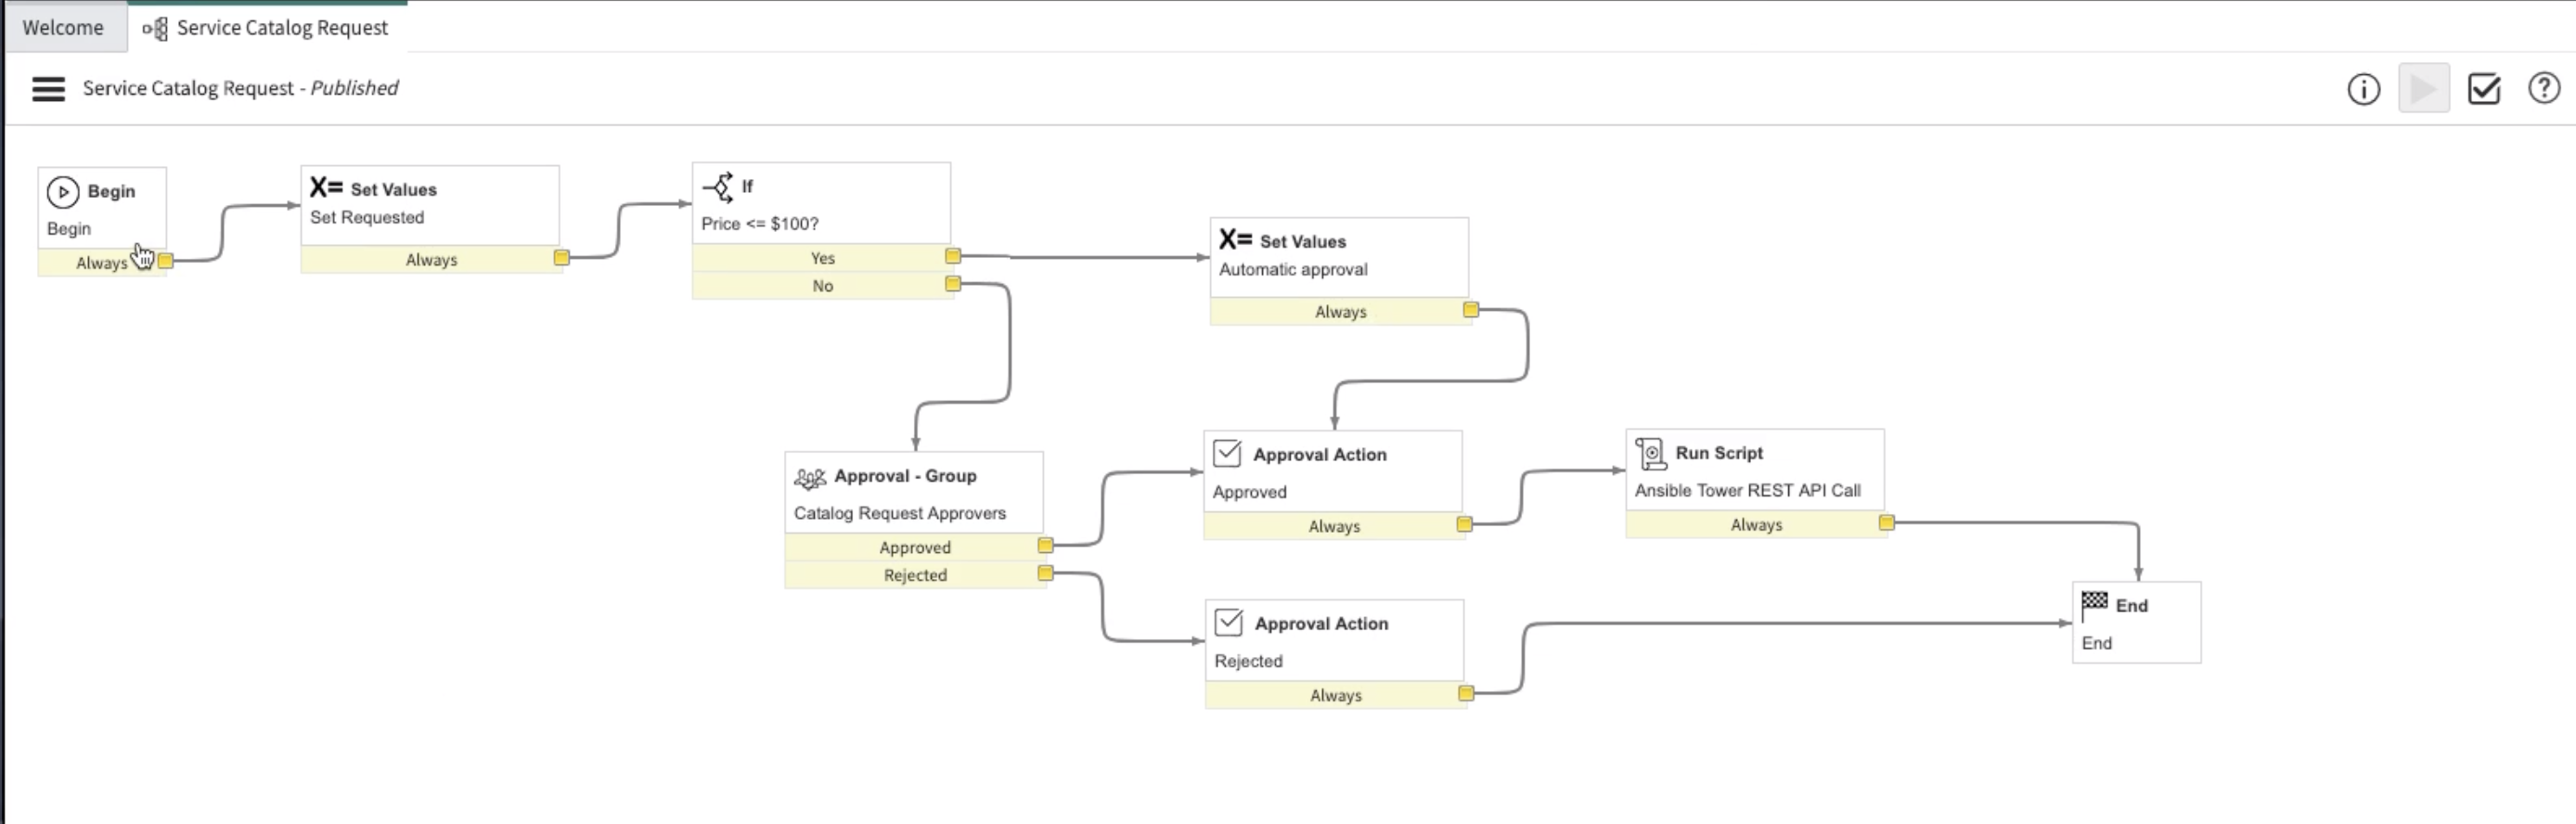 Welcome
Service Catalog Request
Service Catalog Request - Published
Begin
Begin
Always
X= Set Values
Set Requested
Always
If
Price <= $100?
Yes
No
X= Set Values
Automatic approval
Always
Approval - Group
Catalog Request Approvers
Approved
Rejected
Approval Action
Approved
Always
Run Script
Ansible Tower REST API Call
Always
Approval Action
Rejected
Always
End
End